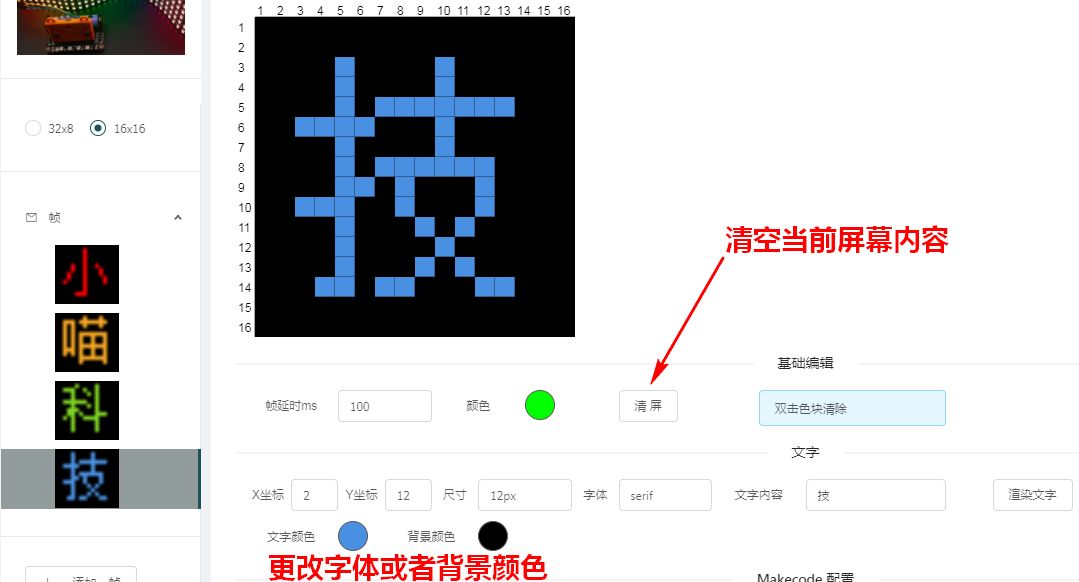 1 2 3 4 5 6 7 8 9 10 11 12 13 14 15 16
1
2
3
4
5
6
7
8
9
10
11
12
13
14
15
16
技
32x8 16x16
帧
小
喵
科
技
添加一帧
清空当前屏幕内容
基础编辑
帧延时ms 100 颜色 清 屏 双击色块清除
文字
X坐标 2 Y坐标 12 尺寸 12px 字体 serif 文字内容 技 渲染文字
文字颜色 背景颜色
更改字体或者背景颜色
Makecode 配置